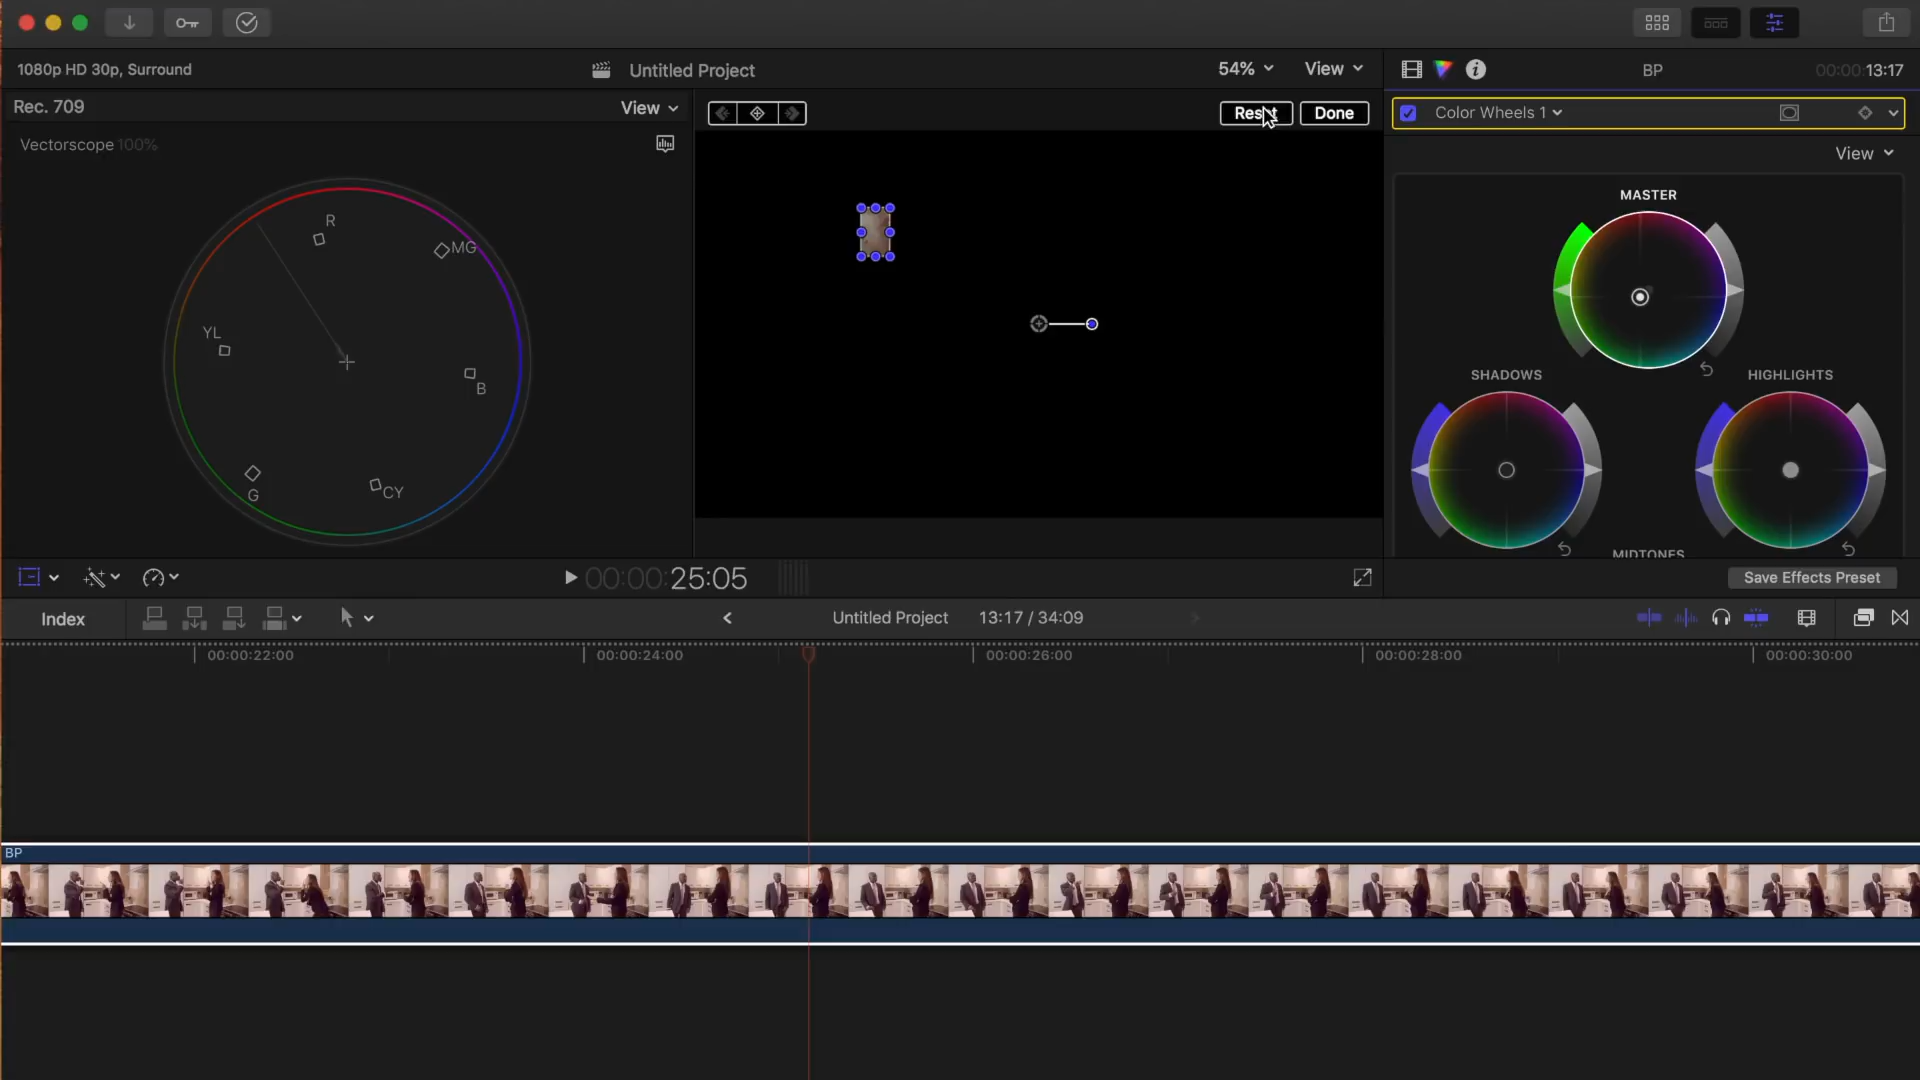 1080p HD 30p, Surround
Untitled Project
54%
View
BP
00:00:13:17
Rec. 709
View
Reset
Done
Color Wheels 1
Vectorscope 100%
View
MASTER
R
MG
YL
B
G
CY
SHADOWS
HIGHLIGHTS
MIDTONES
00:00:25:05
Save Effects Preset
Index
Untitled Project
13:17 / 34:09
00:00:22:00
00:00:24:00
00:00:26:00
00:00:28:00
00:00:30:00
BP